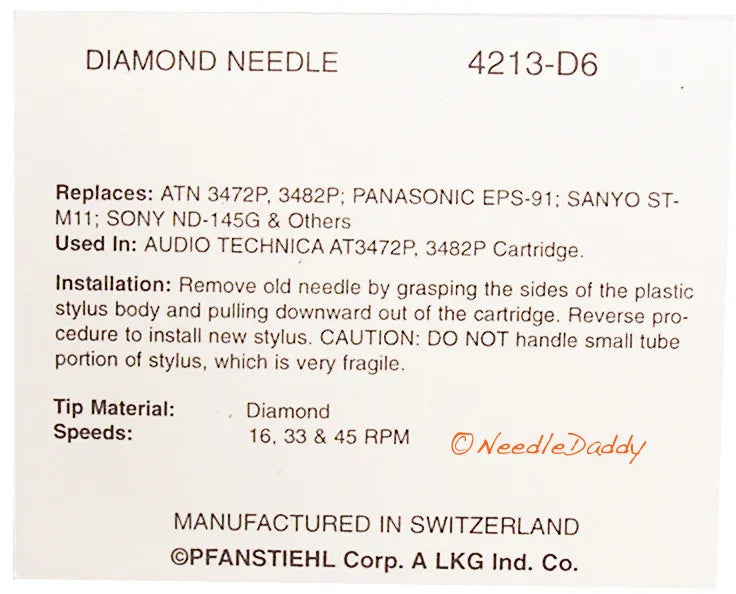 DIAMOND NEEDLE 4213-D6
Replaces: ATN 3472P, 3482P; PANASONIC EPS-91; SANYO ST-
M11; SONY ND-145G & Others
Used In: AUDIO TECHNICA AT3472P, 3482P Cartridge.
Installation: Remove old needle by grasping the sides of the plastic
stylus body and pulling downward out of the cartridge. Reverse pro-
cedure to install new stylus. CAUTION: DO NOT handle small tube
portion of stylus, which is very fragile.
Tip Material: Diamond
Speeds: 16, 33 & 45 RPM
© NeedleDaddy
MANUFACTURED IN SWITZERLAND
©PFANSTIEHL Corp. A LKG Ind. Co.